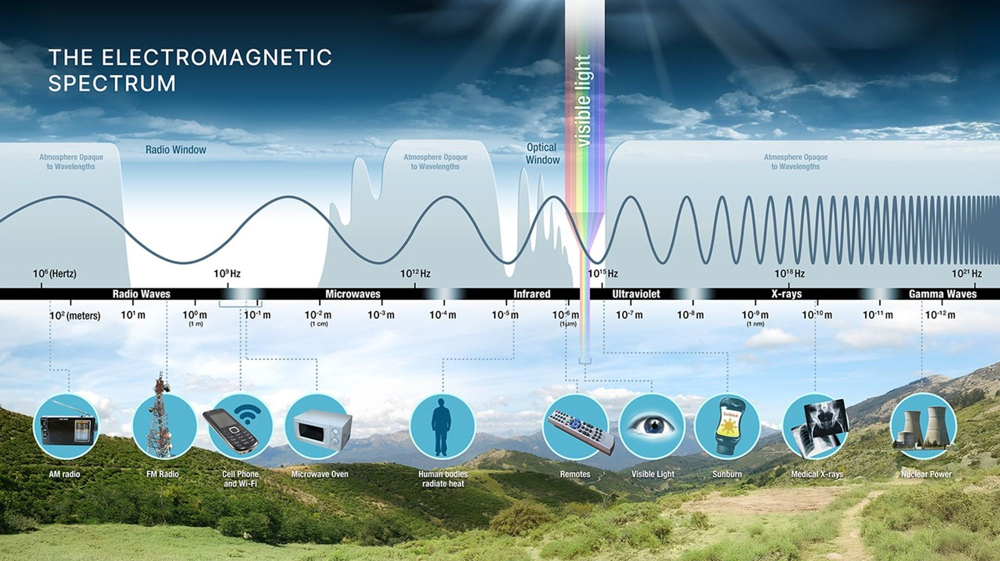 THE ELECTROMAGNETIC
SPECTRUM
visible light
Radio Window
Optical
Window
Atmosphere Opaque
to Wavelengths
Atmosphere Opaque
to Wavelengths
Atmosphere Opaque
to Wavelengths
10⁶ (Hertz)
10⁹ Hz
10¹² Hz
10¹⁵ Hz
10¹⁸ Hz
10²¹ Hz
Radio Waves
Microwaves
Infrared
Ultraviolet
X-rays
Gamma Waves
10² (meters)
10¹ m
10⁰ m
(1 m)
10⁻¹ m
10⁻² m
(1 cm)
10⁻³ m
10⁻⁴ m
10⁻⁵ m
10⁻⁶ m
(1µm)
10⁻⁷ m
10⁻⁸ m
10⁻⁹ m
(1 nm)
10⁻¹⁰ m
10⁻¹¹ m
10⁻¹² m
Sunblock
AM radio
FM Radio
Cell Phone
and Wi-Fi
Microwave Oven
Human bodies
radiate heat
Remotes
Visible Light
Sunburn
Medical X-rays
Nuclear Power